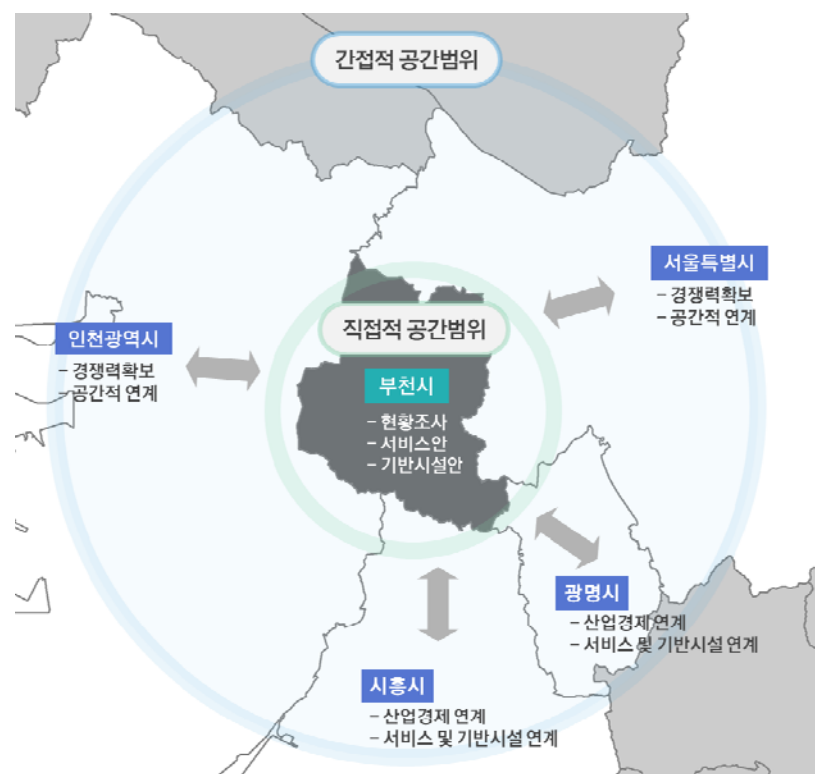 간접적 공간범위
서울특별시
– 경쟁력확보
– 공간적 연계
직접적 공간범위
인천광역시
– 경쟁력확보
– 공간적 연계
부천시
– 현황조사
– 서비스안
– 기반시설안
광명시
– 산업경제 연계
– 서비스 및 기반시설 연계
시흥시
– 산업경제 연계
– 서비스 및 기반시설 연계